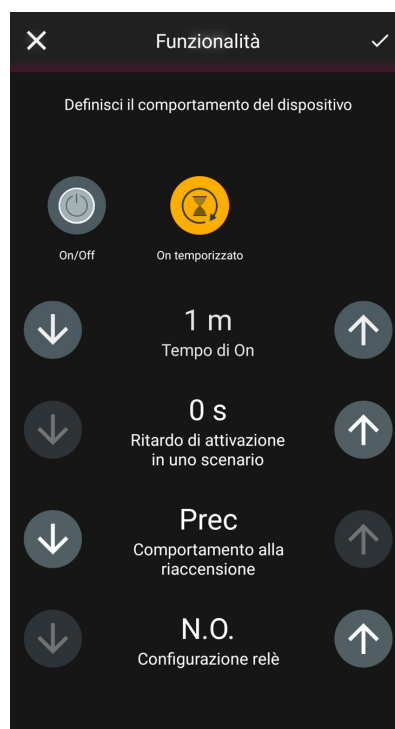 Funzionalità
Definisci il comportamento del dispositivo
On/Off
On temporizzato
1 m
Tempo di On
0 s
Ritardo di attivazione
in uno scenario
Prec
Comportamento alla
riaccensione
N.O.
Configurazione relè